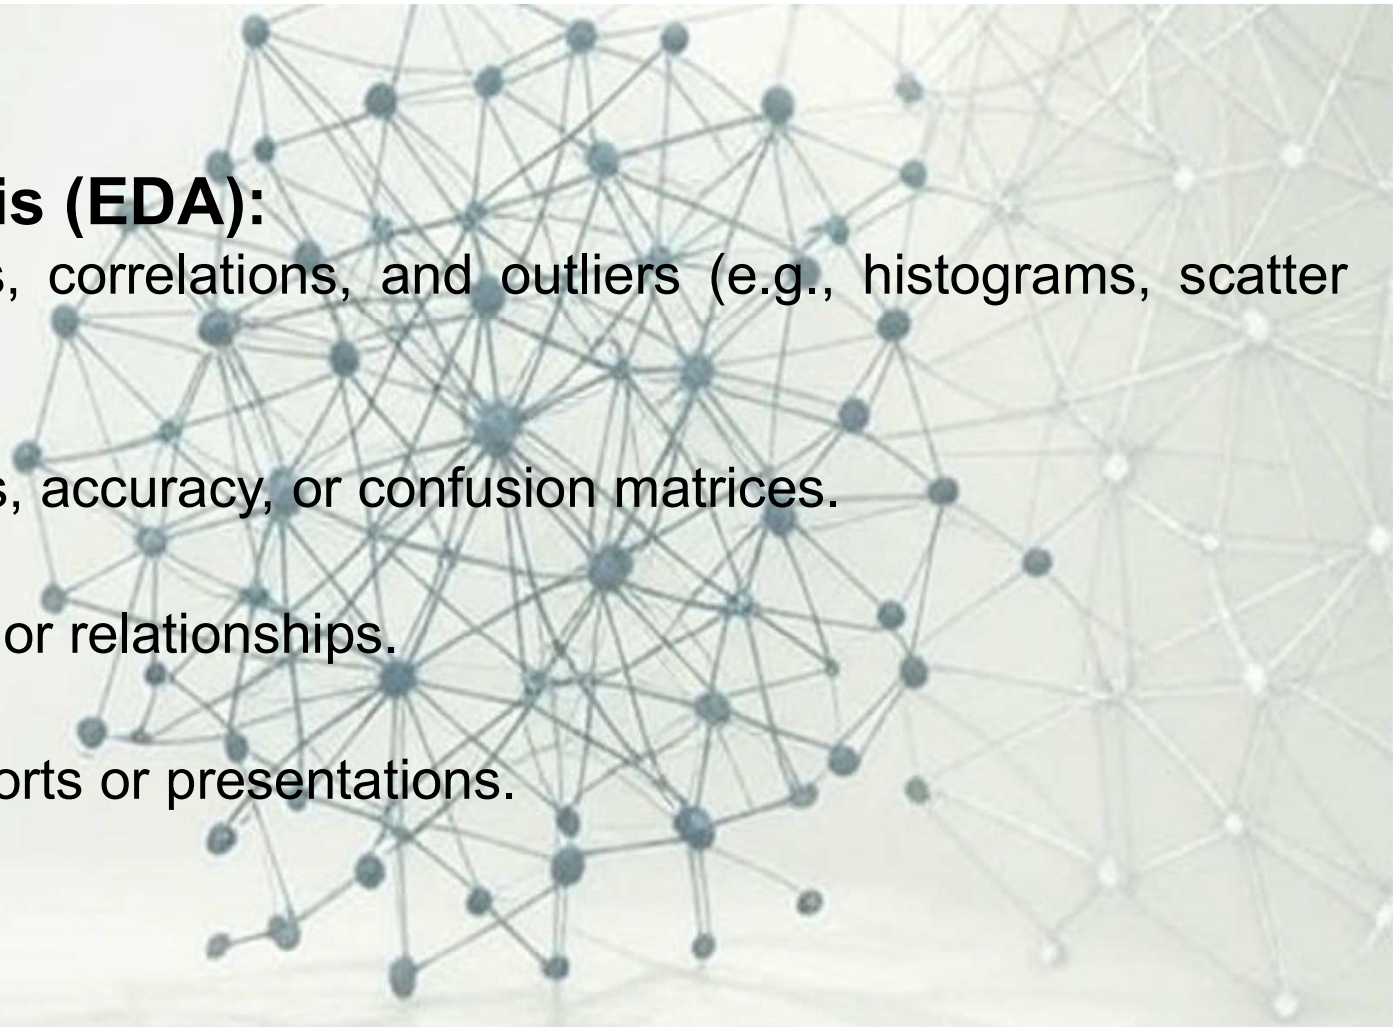 is (EDA):
s, correlations, and outliers (e.g., histograms, scatter
s, accuracy, or confusion matrices.
or relationships.
orts or presentations.